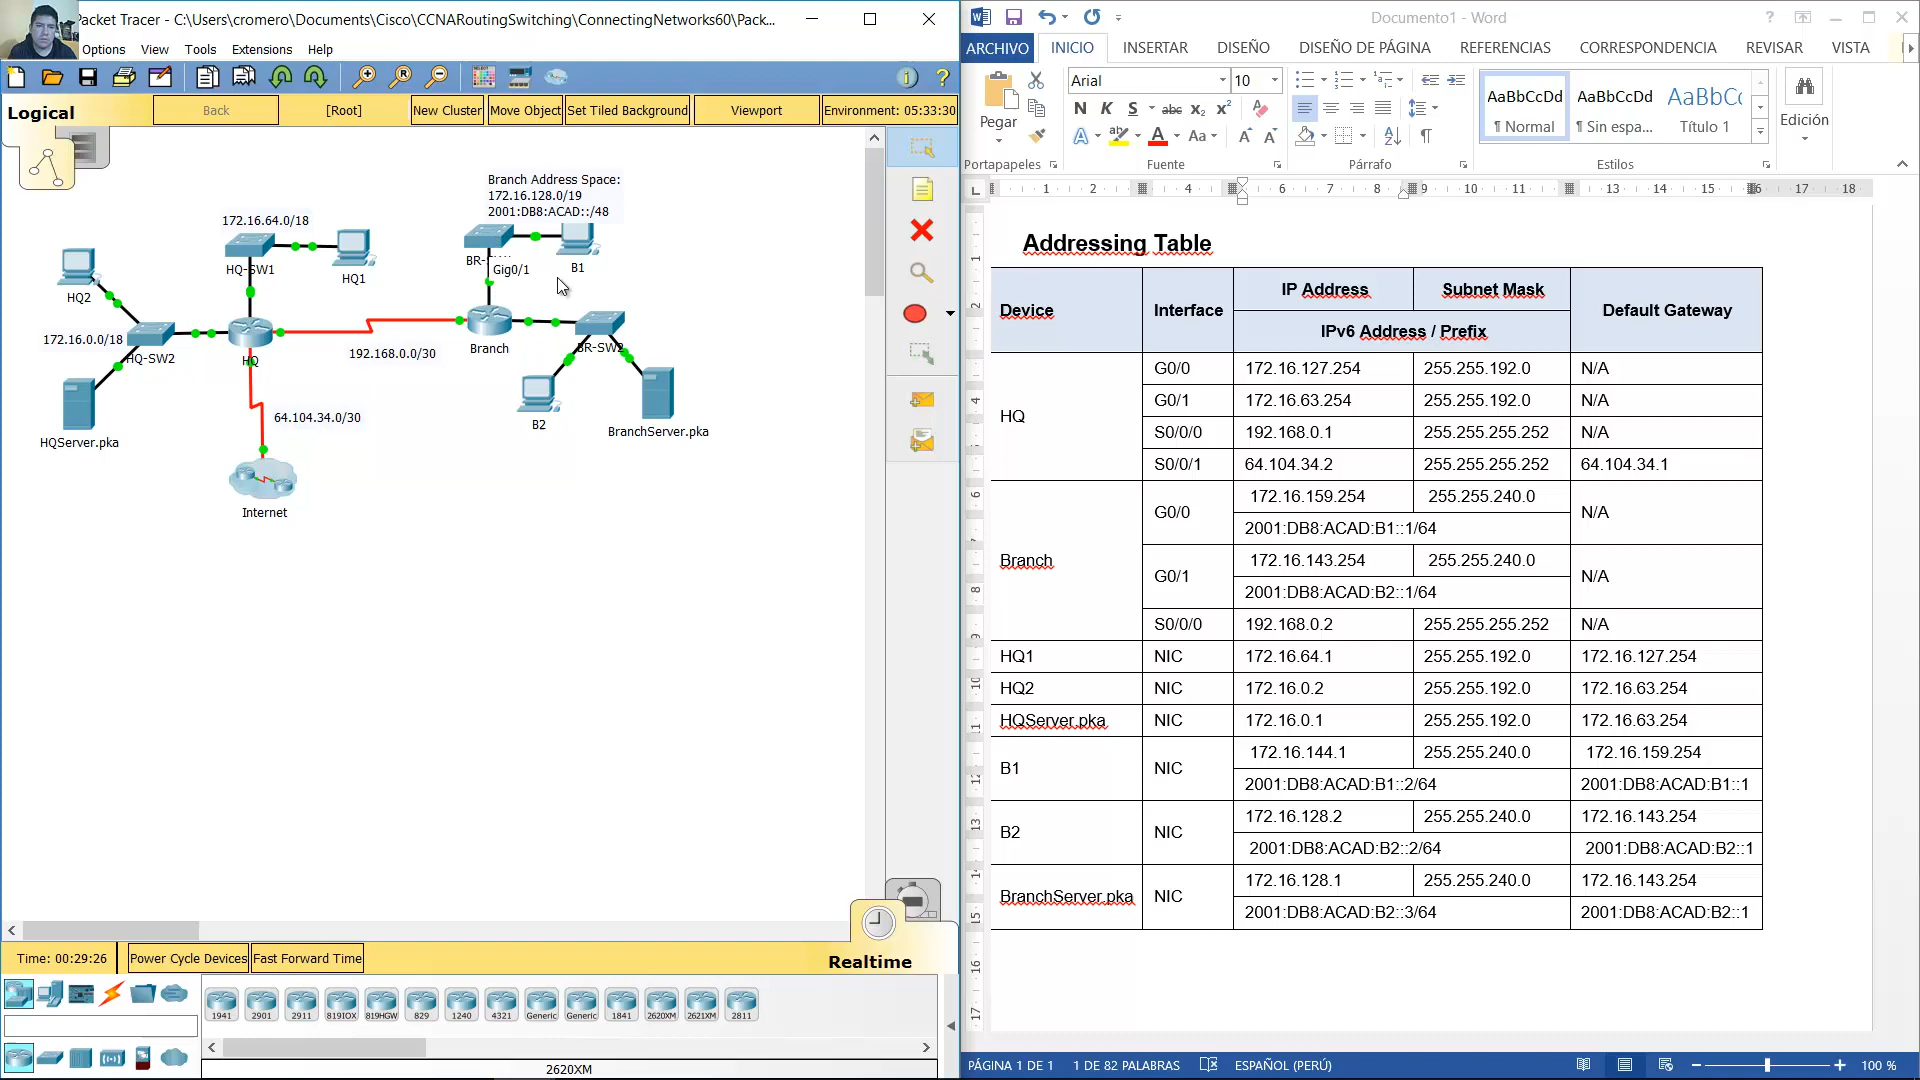 Packet Tracer - C:\Users\cromero\Documents\Cisco\CCNARoutingSwitching\ConnectingNetworks60\Pack...
Options View Tools Extensions Help
Logical Back [Root] New Cluster Move Object Set Tiled Background Viewport Environment: 05:33:30
Branch Address Space:
172.16.128.0/19
2001:DB8:ACAD::/48
172.16.64.0/18
HQ-SW1
HQ1
B1
Gig0/1
HQ2
172.16.0.0/18
HQ-SW2
HQ
192.168.0.0/30
Branch
BR-SW2
64.104.34.0/30
B2
BranchServer.pka
HQServer.pka
Internet
Time: 00:29:26 Power Cycle Devices Fast Forward Time Realtime
1941 2901 2911 819IOX 819HGW 829 1240 4321 Generic Generic 1841 2620XM 2621XM 2811
2620XM
Documento1 - Word
ARCHIVO INICIO INSERTAR DISEÑO DISEÑO DE PÁGINA REFERENCIAS CORRESPONDENCIA REVISAR VISTA
Pegar
Arial 10
N K S abc x₂ x²
AaBbCcDd AaBbCcDd AaBbCc
¶ Normal ¶ Sin espa... Título 1
Edición
Portapapeles Fuente Párrafo Estilos
Addressing Table
Device Interface IP Address Subnet Mask Default Gateway
IPv6 Address / Prefix
HQ
G0/0 172.16.127.254 255.255.192.0 N/A
G0/1 172.16.63.254 255.255.192.0 N/A
S0/0/0 192.168.0.1 255.255.255.252 N/A
S0/0/1 64.104.34.2 255.255.255.252 64.104.34.1
Branch
G0/0 172.16.159.254 255.255.240.0 N/A
2001:DB8:ACAD:B1::1/64
G0/1 172.16.143.254 255.255.240.0 N/A
2001:DB8:ACAD:B2::1/64
S0/0/0 192.168.0.2 255.255.255.252 N/A
HQ1 NIC 172.16.64.1 255.255.192.0 172.16.127.254
HQ2 NIC 172.16.0.2 255.255.192.0 172.16.63.254
HQServer.pka NIC 172.16.0.1 255.255.192.0 172.16.63.254
B1 NIC 172.16.144.1 255.255.240.0 172.16.159.254
2001:DB8:ACAD:B1::2/64 2001:DB8:ACAD:B1::1
B2 NIC 172.16.128.2 255.255.240.0 172.16.143.254
2001:DB8:ACAD:B2::2/64 2001:DB8:ACAD:B2::1
BranchServer.pka NIC 172.16.128.1 255.255.240.0 172.16.143.254
2001:DB8:ACAD:B2::3/64 2001:DB8:ACAD:B2::1
PÁGINA 1 DE 1 1 DE 82 PALABRAS ESPAÑOL (PERÚ) 100 %